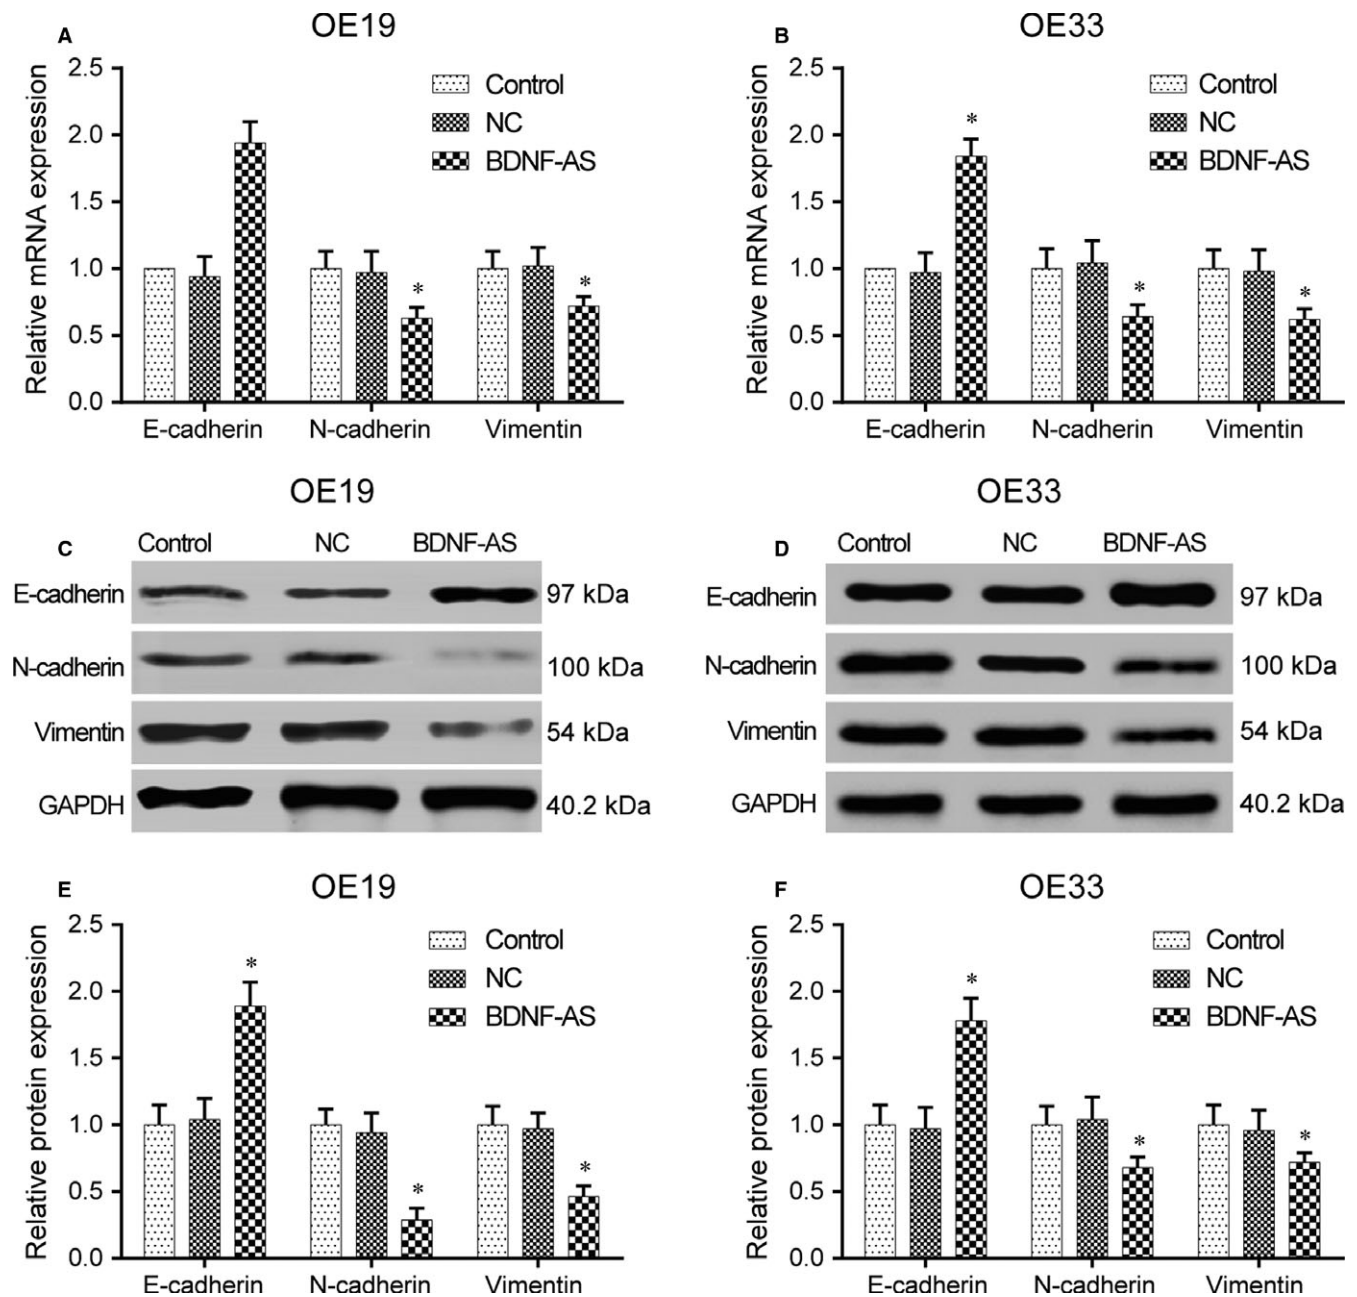 A
OE19
Relative mRNA expression
2.5
2.0
1.5
1.0
0.5
0.0
Control
NC
BDNF-AS
*
*
E-cadherin
N-cadherin
Vimentin
B
OE33
Relative mRNA expression
2.5
2.0
1.5
1.0
0.5
0.0
Control
NC
BDNF-AS
*
*
*
E-cadherin
N-cadherin
Vimentin
OE19
C
Control NC BDNF-AS
E-cadherin 97 kDa
N-cadherin 100 kDa
Vimentin 54 kDa
GAPDH 40.2 kDa
OE33
D
Control NC BDNF-AS
E-cadherin 97 kDa
N-cadherin 100 kDa
Vimentin 54 kDa
GAPDH 40.2 kDa
E
OE19
Relative protein expression
2.5
2.0
1.5
1.0
0.5
0.0
Control
NC
BDNF-AS
*
*
*
E-cadherin
N-cadherin
Vimentin
F
OE33
Relative protein expression
2.5
2.0
1.5
1.0
0.5
0.0
Control
NC
BDNF-AS
*
*
*
E-cadherin
N-cadherin
Vimentin